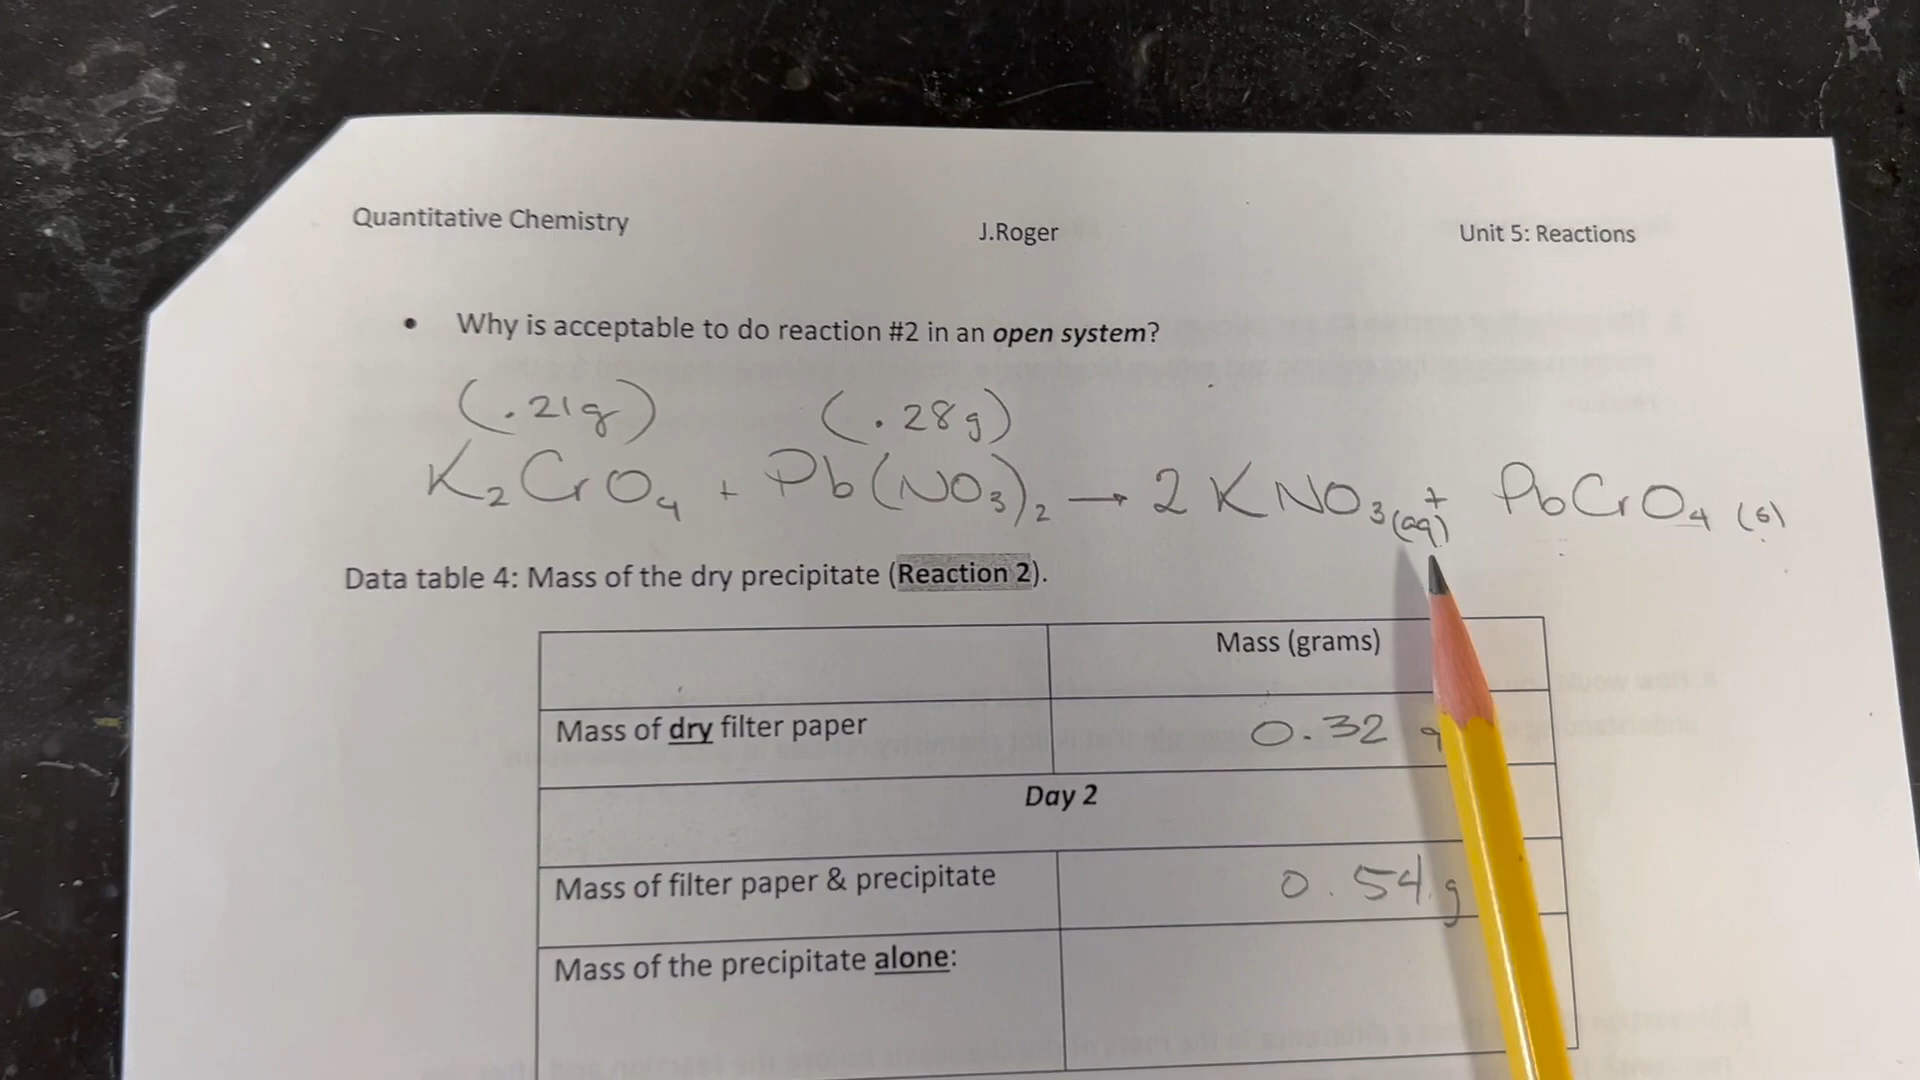 Quantitative Chemistry J.Roger Unit 5: Reactions
• Why is acceptable to do reaction #2 in an open system?
(.21g) (.28g)
K₂CrO₄ + Pb(NO₃)₂ → 2 KNO₃(aq) + PbCrO₄ (s)
Data table 4: Mass of the dry precipitate (Reaction 2).
Mass (grams)
Mass of dry filter paper 0.32 g
Day 2
Mass of filter paper & precipitate 0.54 g
Mass of the precipitate alone: